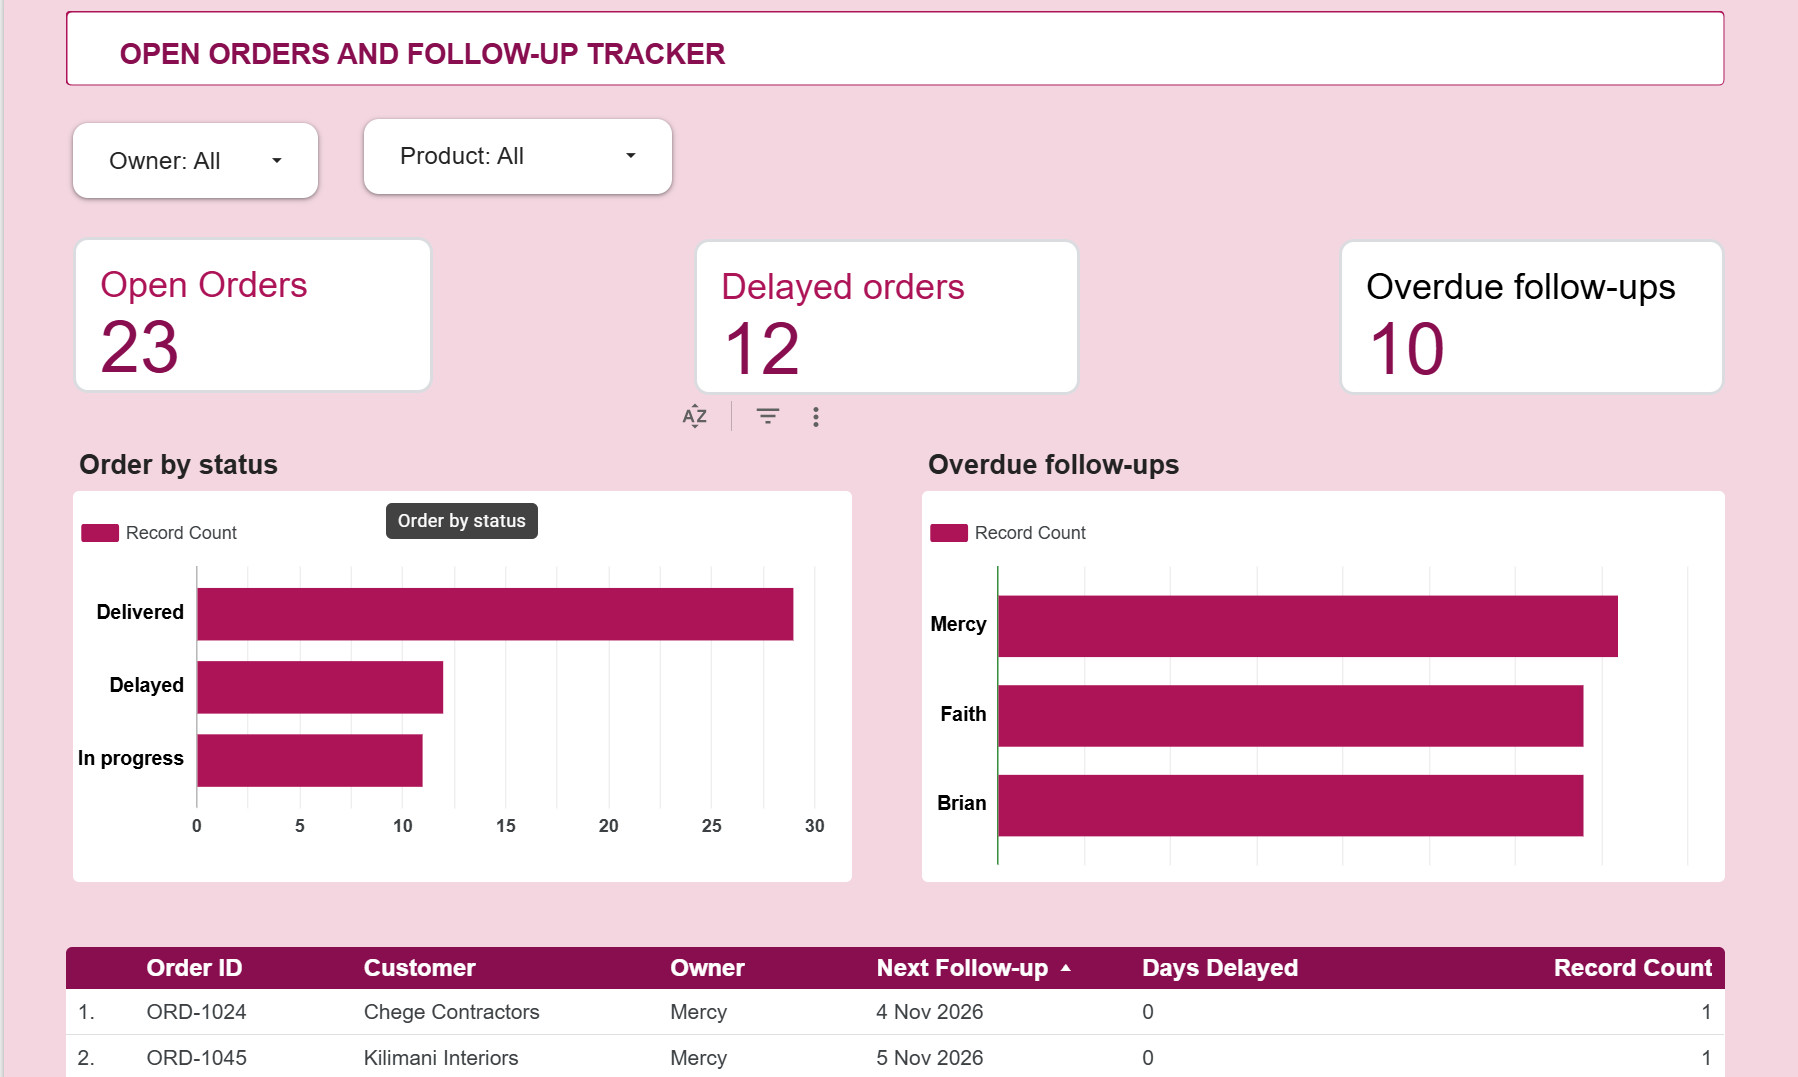 OPEN ORDERS AND FOLLOW-UP TRACKER
Owner: All
Product: All
Open Orders
23
Delayed orders
12
Overdue follow-ups
10
AZ
Order by status
Record Count
Order by status
Delivered
Delayed
In progress
0 5 10 15 20 25 30
Overdue follow-ups
Record Count
Mercy
Faith
Brian
Order ID Customer Owner Next Follow-up Days Delayed Record Count
1. ORD-1024 Chege Contractors Mercy 4 Nov 2026 0 1
2. ORD-1045 Kilimani Interiors Mercy 5 Nov 2026 0 1